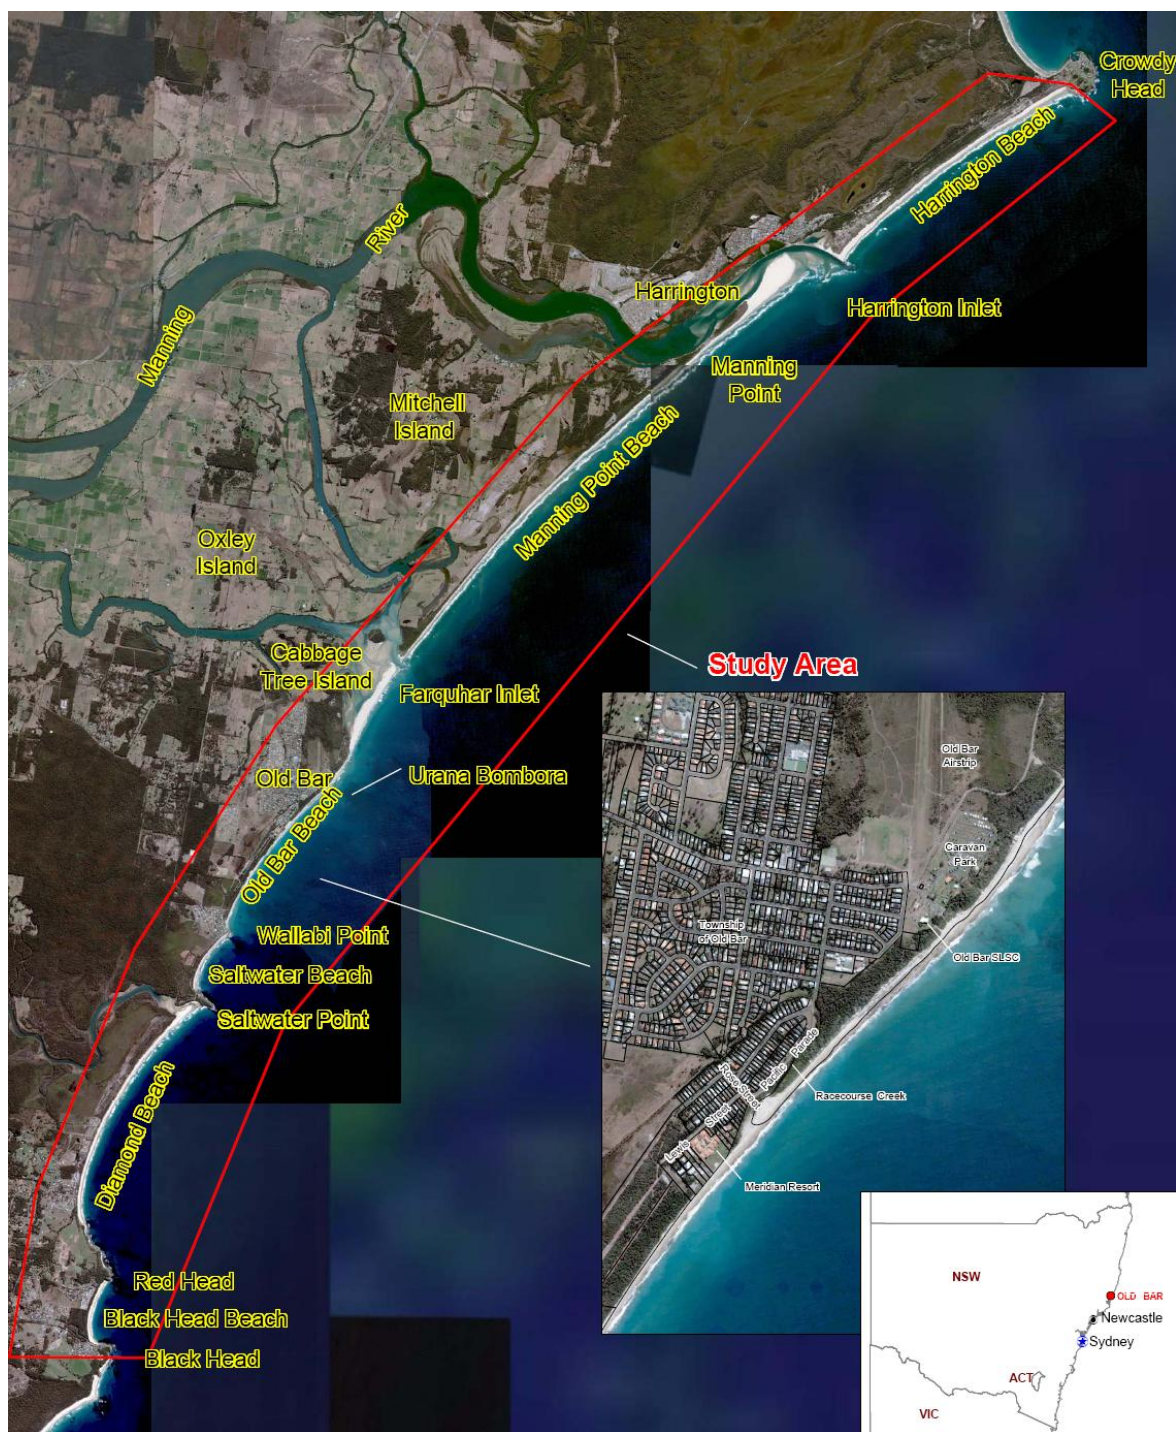 Crowdy
Head
Harrington Beach
River
Harrington
Harrington Inlet
Manning
Manning
Point
Mitchell
Island
Manning Point Beach
Oxley
Island
Cabbage
Tree Island
Study Area
Farquhar Inlet
Old Bar
Urana Bombora
Old Bar Beach
Wallabi Point
Saltwater Beach
Saltwater Point
Diamond Beach
Red Head
Black Head Beach
Black Head
Old Bar
Airstrip
Caravan
Park
Township
of Old Bar
Old Bar SLSC
Pacific Parade
Rose Street
Racecourse Creek
Lewis Street
Meridian Resort
NSW
OLD BAR
Newcastle
Sydney
ACT
VIC